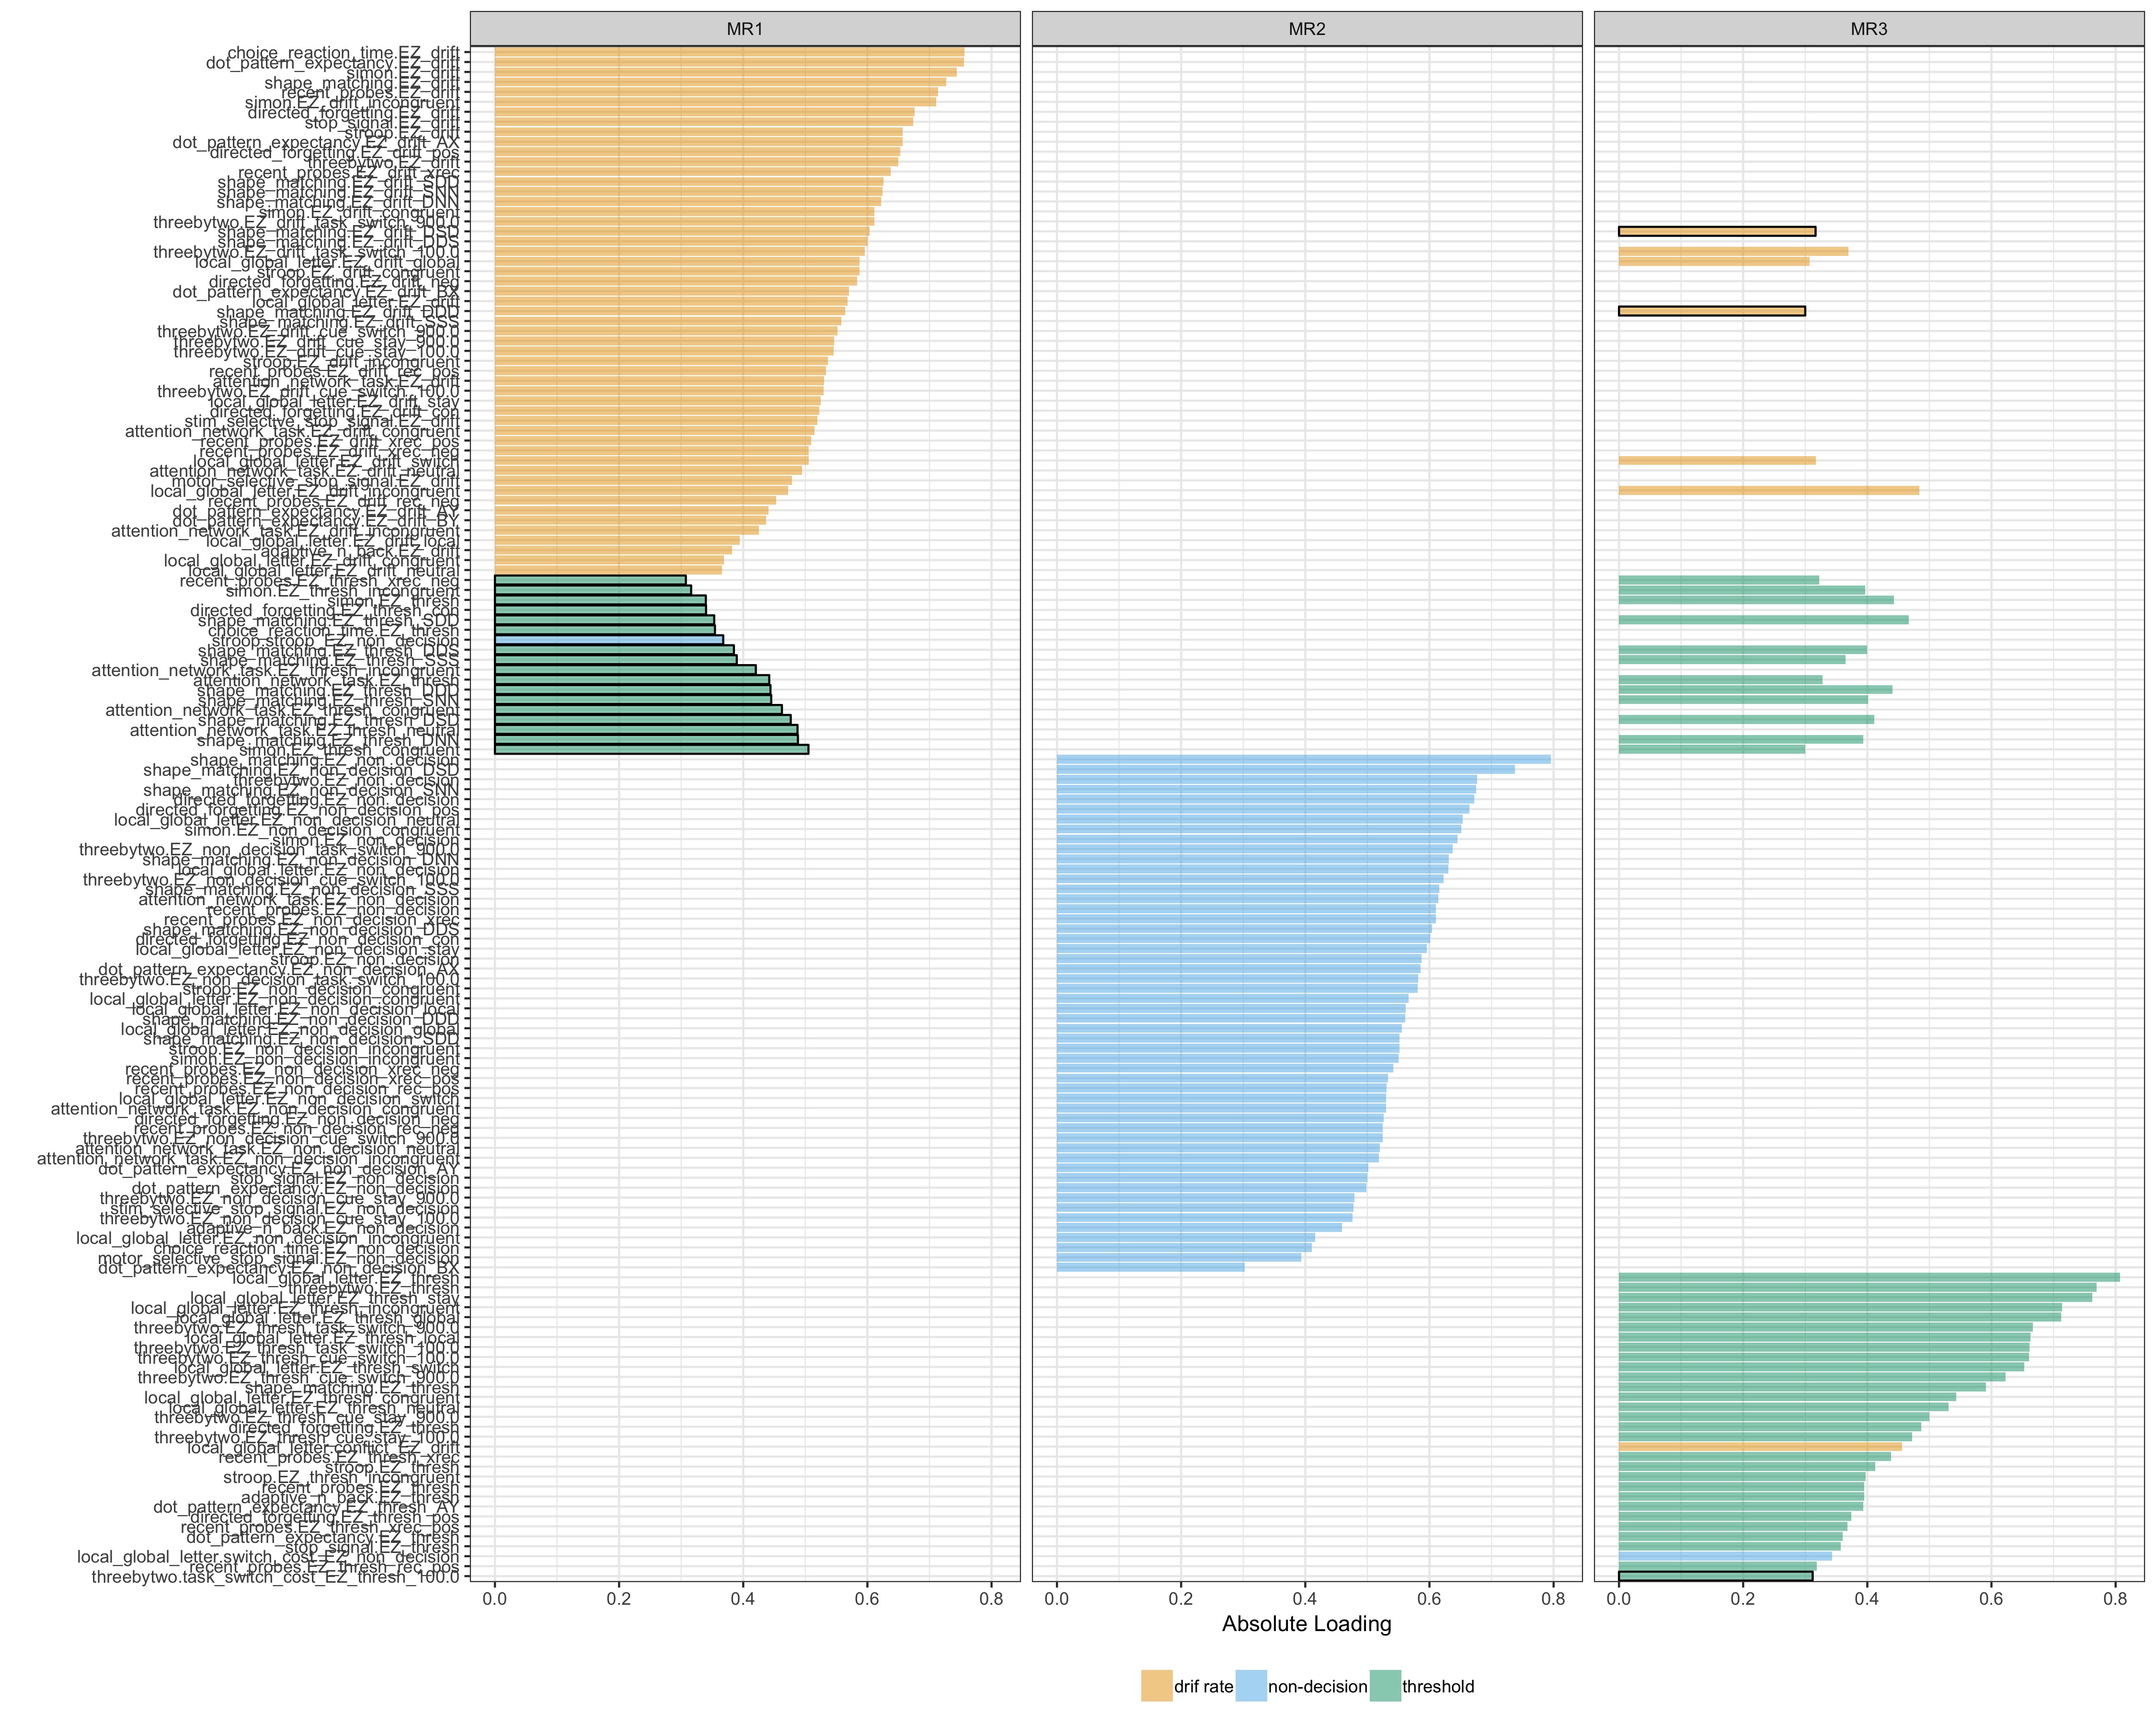 MR1 MR2 MR3
choice_reaction_time.EZ_drift
dot_pattern_expectancy.EZ_drift
simon.EZ_drift
shape_matching.EZ_drift
recent_probes.EZ_drift
simon.EZ_drift_incongruent
directed_forgetting.EZ_drift
stop_signal.EZ_drift
stroop.EZ_drift
dot_pattern_expectancy.EZ_drift_AX
directed_forgetting.EZ_drift_pos
threebytwo.EZ_drift
recent_probes.EZ_drift_xrec
shape_matching.EZ_drift_SDD
shape_matching.EZ_drift_SNN
shape_matching.EZ_drift_DNN
simon.EZ_drift_congruent
threebytwo.EZ_drift_task_switch_900.0
shape_matching.EZ_drift_DSD
shape_matching.EZ_drift_DDS
threebytwo.EZ_drift_task_switch_100.0
local_global_letter.EZ_drift_global
stroop.EZ_drift_congruent
directed_forgetting.EZ_drift_neg
dot_pattern_expectancy.EZ_drift_BX
local_global_letter.EZ_drift
shape_matching.EZ_drift_DDD
shape_matching.EZ_drift_SSS
threebytwo.EZ_drift_cue_switch_900.0
threebytwo.EZ_drift_cue_stay_900.0
threebytwo.EZ_drift_cue_stay_100.0
stroop.EZ_drift_incongruent
recent_probes.EZ_drift_rec_pos
attention_network_task.EZ_drift
threebytwo.EZ_drift_cue_switch_100.0
local_global_letter.EZ_drift_stay
directed_forgetting.EZ_drift_con
stim_selective_stop_signal.EZ_drift
attention_network_task.EZ_drift_congruent
recent_probes.EZ_drift_xrec_pos
recent_probes.EZ_drift_xrec_neg
local_global_letter.EZ_drift_switch
attention_network_task.EZ_drift_neutral
motor_selective_stop_signal.EZ_drift
local_global_letter.EZ_drift_incongruent
recent_probes.EZ_drift_rec_neg
dot_pattern_expectancy.EZ_drift_AY
dot_pattern_expectancy.EZ_drift_BY
attention_network_task.EZ_drift_incongruent
local_global_letter.EZ_drift_local
adaptive_n_back.EZ_drift
local_global_letter.EZ_drift_congruent
local_global_letter.EZ_drift_neutral
recent_probes.EZ_thresh_xrec_neg
simon.EZ_thresh_incongruent
simon.EZ_thresh
directed_forgetting.EZ_thresh_con
shape_matching.EZ_thresh_SDD
choice_reaction_time.EZ_thresh
stroop.stroop_EZ_non_decision
shape_matching.EZ_thresh_DDS
shape_matching.EZ_thresh_SSS
attention_network_task.EZ_thresh_incongruent
attention_network_task.EZ_thresh
shape_matching.EZ_thresh_DDD
shape_matching.EZ_thresh_SNN
attention_network_task.EZ_thresh_congruent
shape_matching.EZ_thresh_DSD
attention_network_task.EZ_thresh_neutral
shape_matching.EZ_thresh_DNN
simon.EZ_thresh_congruent
shape_matching.EZ_non_decision
shape_matching.EZ_non_decision_DSD
threebytwo.EZ_non_decision
shape_matching.EZ_non_decision_SNN
directed_forgetting.EZ_non_decision
directed_forgetting.EZ_non_decision_pos
local_global_letter.EZ_non_decision_neutral
simon.EZ_non_decision_congruent
simon.EZ_non_decision
threebytwo.EZ_non_decision_task_switch_900.0
shape_matching.EZ_non_decision_DNN
local_global_letter.EZ_non_decision
threebytwo.EZ_non_decision_cue_switch_100.0
shape_matching.EZ_non_decision_SSS
attention_network_task.EZ_non_decision
recent_probes.EZ_non_decision
recent_probes.EZ_non_decision_xrec
shape_matching.EZ_non_decision_DDS
directed_forgetting.EZ_non_decision_con
local_global_letter.EZ_non_decision_stay
stroop.EZ_non_decision
dot_pattern_expectancy.EZ_non_decision_AX
threebytwo.EZ_non_decision_task_switch_100.0
stroop.EZ_non_decision_congruent
local_global_letter.EZ_non_decision_congruent
local_global_letter.EZ_non_decision_local
shape_matching.EZ_non_decision_DDD
local_global_letter.EZ_non_decision_global
shape_matching.EZ_non_decision_SDD
stroop.EZ_non_decision_incongruent
simon.EZ_non_decision_incongruent
recent_probes.EZ_non_decision_xrec_neg
recent_probes.EZ_non_decision_xrec_pos
recent_probes.EZ_non_decision_rec_pos
local_global_letter.EZ_non_decision_switch
attention_network_task.EZ_non_decision_congruent
directed_forgetting.EZ_non_decision_neg
recent_probes.EZ_non_decision_rec_neg
threebytwo.EZ_non_decision_cue_switch_900.0
attention_network_task.EZ_non_decision_neutral
attention_network_task.EZ_non_decision_incongruent
dot_pattern_expectancy.EZ_non_decision_AY
stop_signal.EZ_non_decision
dot_pattern_expectancy.EZ_non_decision
threebytwo.EZ_non_decision_cue_stay_900.0
stim_selective_stop_signal.EZ_non_decision
threebytwo.EZ_non_decision_cue_stay_100.0
adaptive_n_back.EZ_non_decision
local_global_letter.EZ_non_decision_incongruent
choice_reaction_time.EZ_non_decision
motor_selective_stop_signal.EZ_non_decision
dot_pattern_expectancy.EZ_non_decision_BX
local_global_letter.EZ_thresh
threebytwo.EZ_thresh
local_global_letter.EZ_thresh_stay
local_global_letter.EZ_thresh_incongruent
local_global_letter.EZ_thresh_global
threebytwo.EZ_thresh_task_switch_900.0
local_global_letter.EZ_thresh_local
threebytwo.EZ_thresh_task_switch_100.0
threebytwo.EZ_thresh_cue_switch_100.0
local_global_letter.EZ_thresh_switch
threebytwo.EZ_thresh_cue_switch_900.0
shape_matching.EZ_thresh
local_global_letter.EZ_thresh_congruent
local_global_letter.EZ_thresh_neutral
threebytwo.EZ_thresh_cue_stay_900.0
directed_forgetting.EZ_thresh
threebytwo.EZ_thresh_cue_stay_100.0
local_global_letter.conflict_EZ_drift
recent_probes.EZ_thresh_xrec
stroop.EZ_thresh
stroop.EZ_thresh_incongruent
recent_probes.EZ_thresh
adaptive_n_back.EZ_thresh
dot_pattern_expectancy.EZ_thresh_AY
directed_forgetting.EZ_thresh_pos
recent_probes.EZ_thresh_xrec_pos
dot_pattern_expectancy.EZ_thresh
stop_signal.EZ_thresh
local_global_letter.switch_cost_EZ_non_decision
recent_probes.EZ_thresh_rec_pos
threebytwo.task_switch_cost_EZ_thresh_100.0
0.0 0.2 0.4 0.6 0.8 0.0 0.2 0.4 0.6 0.8 0.0 0.2 0.4 0.6 0.8
Absolute Loading
drif rate non-decision threshold